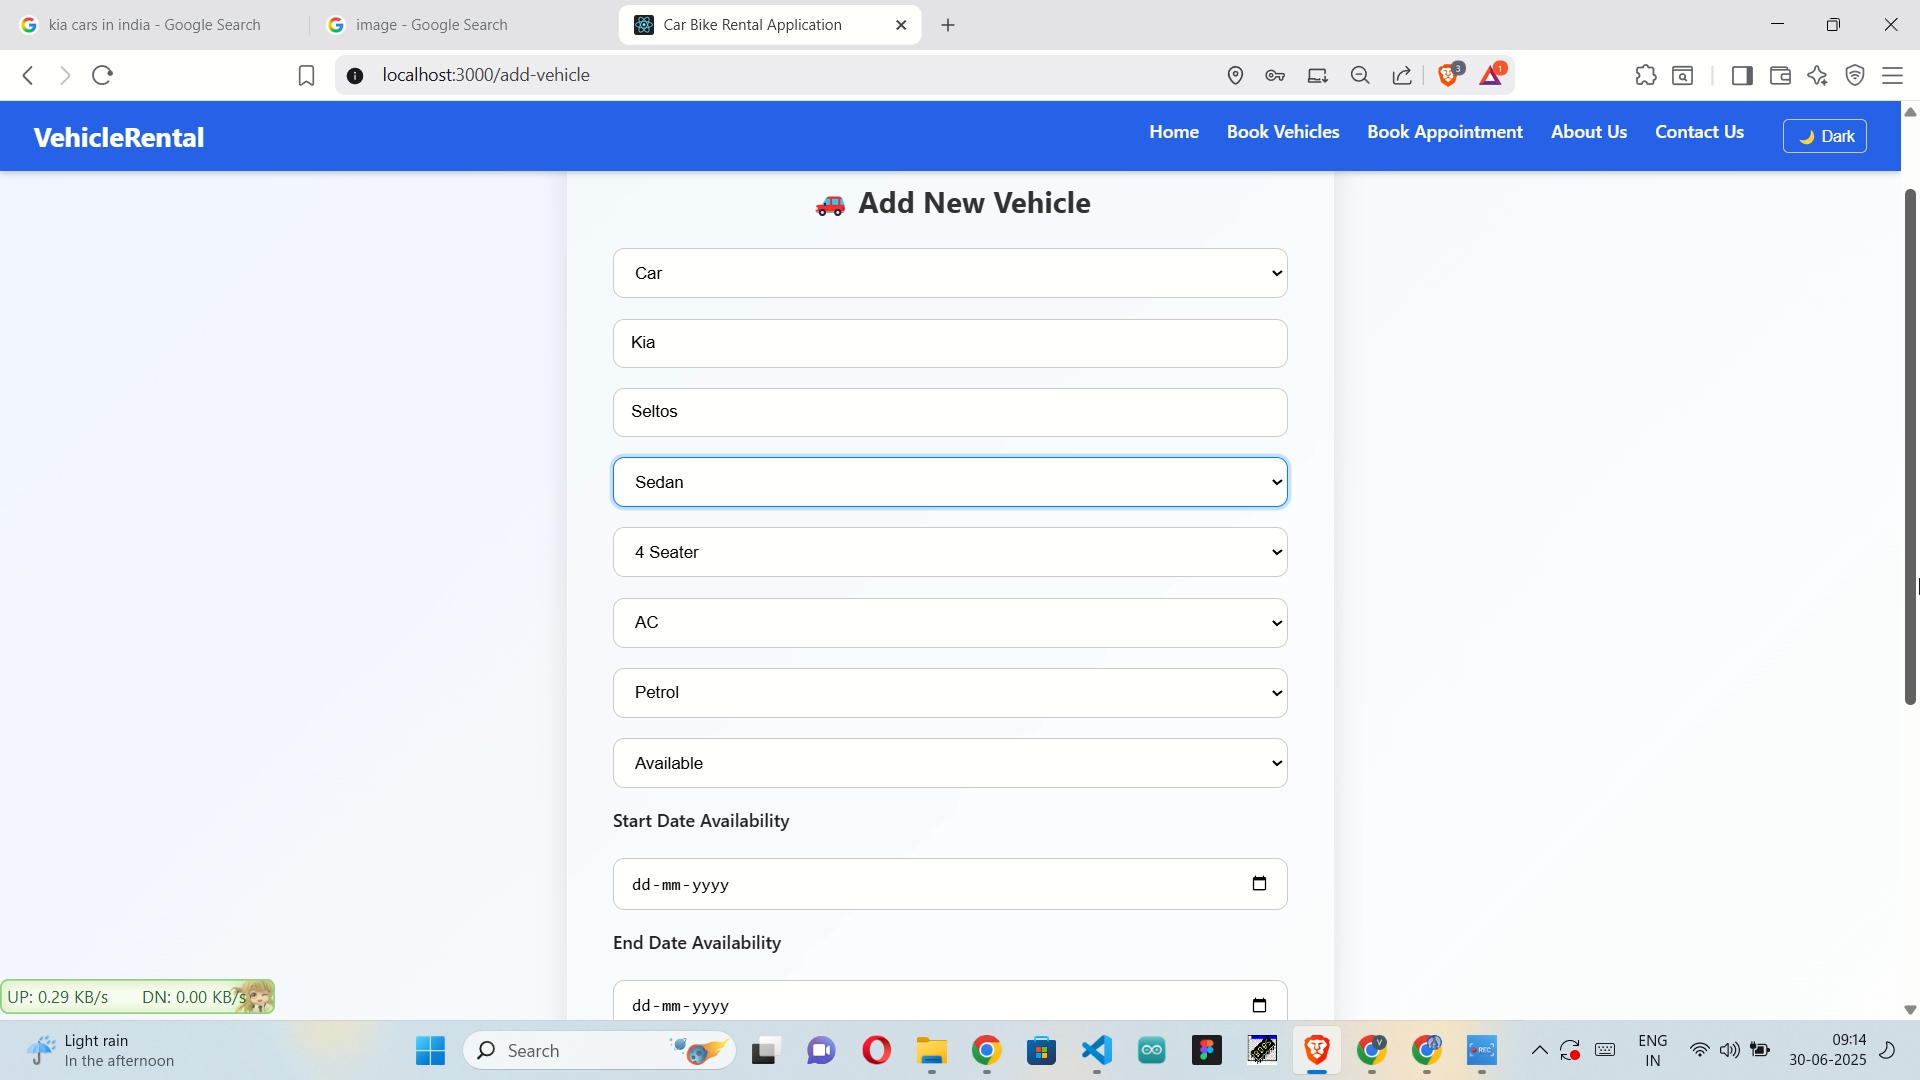 kia cars in india - Google Search
image - Google Search
Car Bike Rental Application
localhost:3000/add-vehicle
3
1
VehicleRental
Home
Book Vehicles
Book Appointment
About Us
Contact Us
🌙 Dark
🚗 Add New Vehicle
Car
Kia
Seltos
Sedan
4 Seater
AC
Petrol
Available
Start Date Availability
dd-mm-yyyy
End Date Availability
dd-mm-yyyy
UP: 0.29 KB/s DN: 0.00 KB/s
Light rain
In the afternoon
Search
V
REC
ENG
IN
09:14
30-06-2025